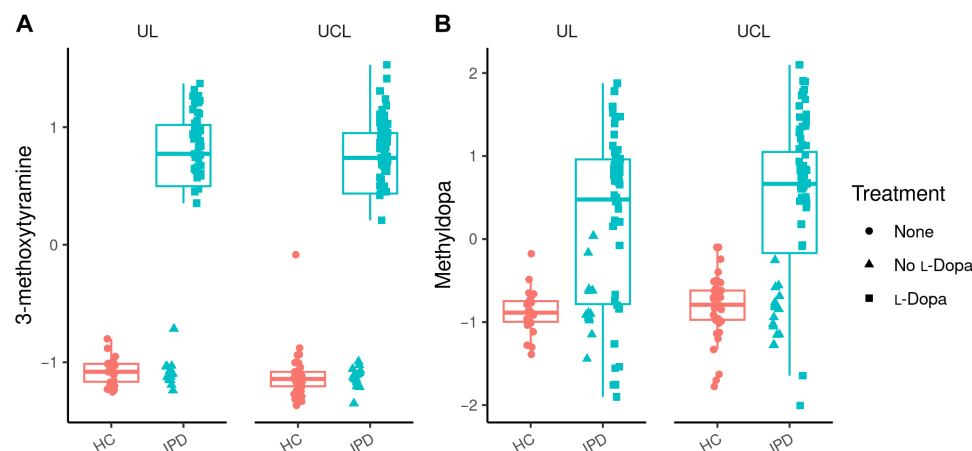 A
UL
UCL
3-methoxytyramine
1
0
−1
HC
IPD
HC
IPD
B
UL
UCL
Methyldopa
2
1
0
−1
−2
HC
IPD
HC
IPD
Treatment
None
No L-Dopa
L-Dopa